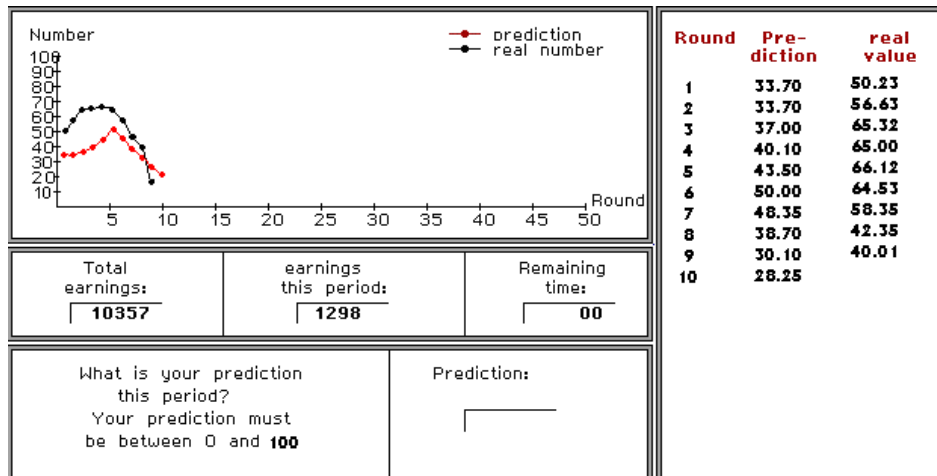 Number
prediction
real number
100
90
80
70
60
50
40
30
20
10
Round
5 10 15 20 25 30 35 40 45 50
Total
earnings:
10357
earnings
this period:
1298
Remaining
time:
00
What is your prediction
this period?
Your prediction must
be between 0 and 100
Prediction:
Round Pre- real
diction value
1 33.70 50.23
2 33.70 56.63
3 37.00 65.32
4 40.10 65.00
5 43.50 66.12
6 50.00 64.53
7 48.35 58.35
8 38.70 42.35
9 30.10 40.01
10 28.25